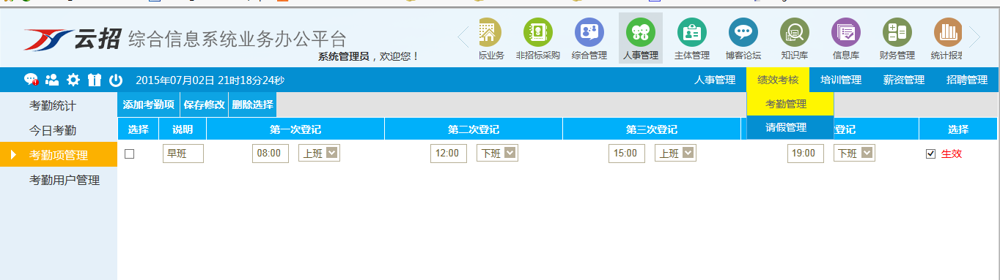 云招 综合信息系统业务办公平台
系统管理员，欢迎您！
标业务 非招标采购 综合管理 人事管理 主体管理 博客论坛 知识库 信息库 财务管理 统计报表
2015年07月02日 21时18分24秒
人事管理 绩效考核 培训管理 薪资管理 招聘管理
考勤管理
请假管理
考勤统计
今日考勤
考勤项管理
考勤用户管理
添加考勤项 保存修改 删除选择
选择 说明 第一次登记 第二次登记 第三次登记 登记 选择
早班 08:00 上班 12:00 下班 15:00 上班 19:00 下班 生效